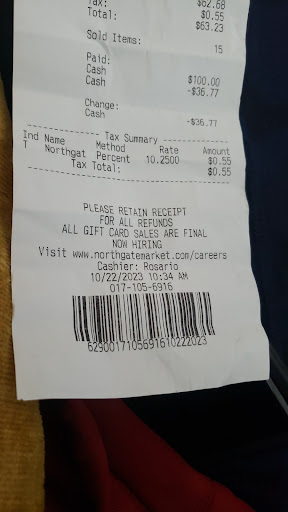 $62.68
Tax: $0.55
Total: $63.23
Sold Items: 15
Paid:
Cash $100.00
Cash -$36.77
Change:
Cash -$36.77
---------- Tax Summary ----------
Ind Name Method Rate Amount
T Northgat Percent 10.2500 $0.55
Tax Total: $0.55
PLEASE RETAIN RECEIPT
FOR ALL REFUNDS
ALL GIFT CARD SALES ARE FINAL
NOW HIRING
Visit www.northgatemarket.com/careers
Cashier: Rosario
10/22/2023 10:34 AM
017-105-6916
6290017105691610222023